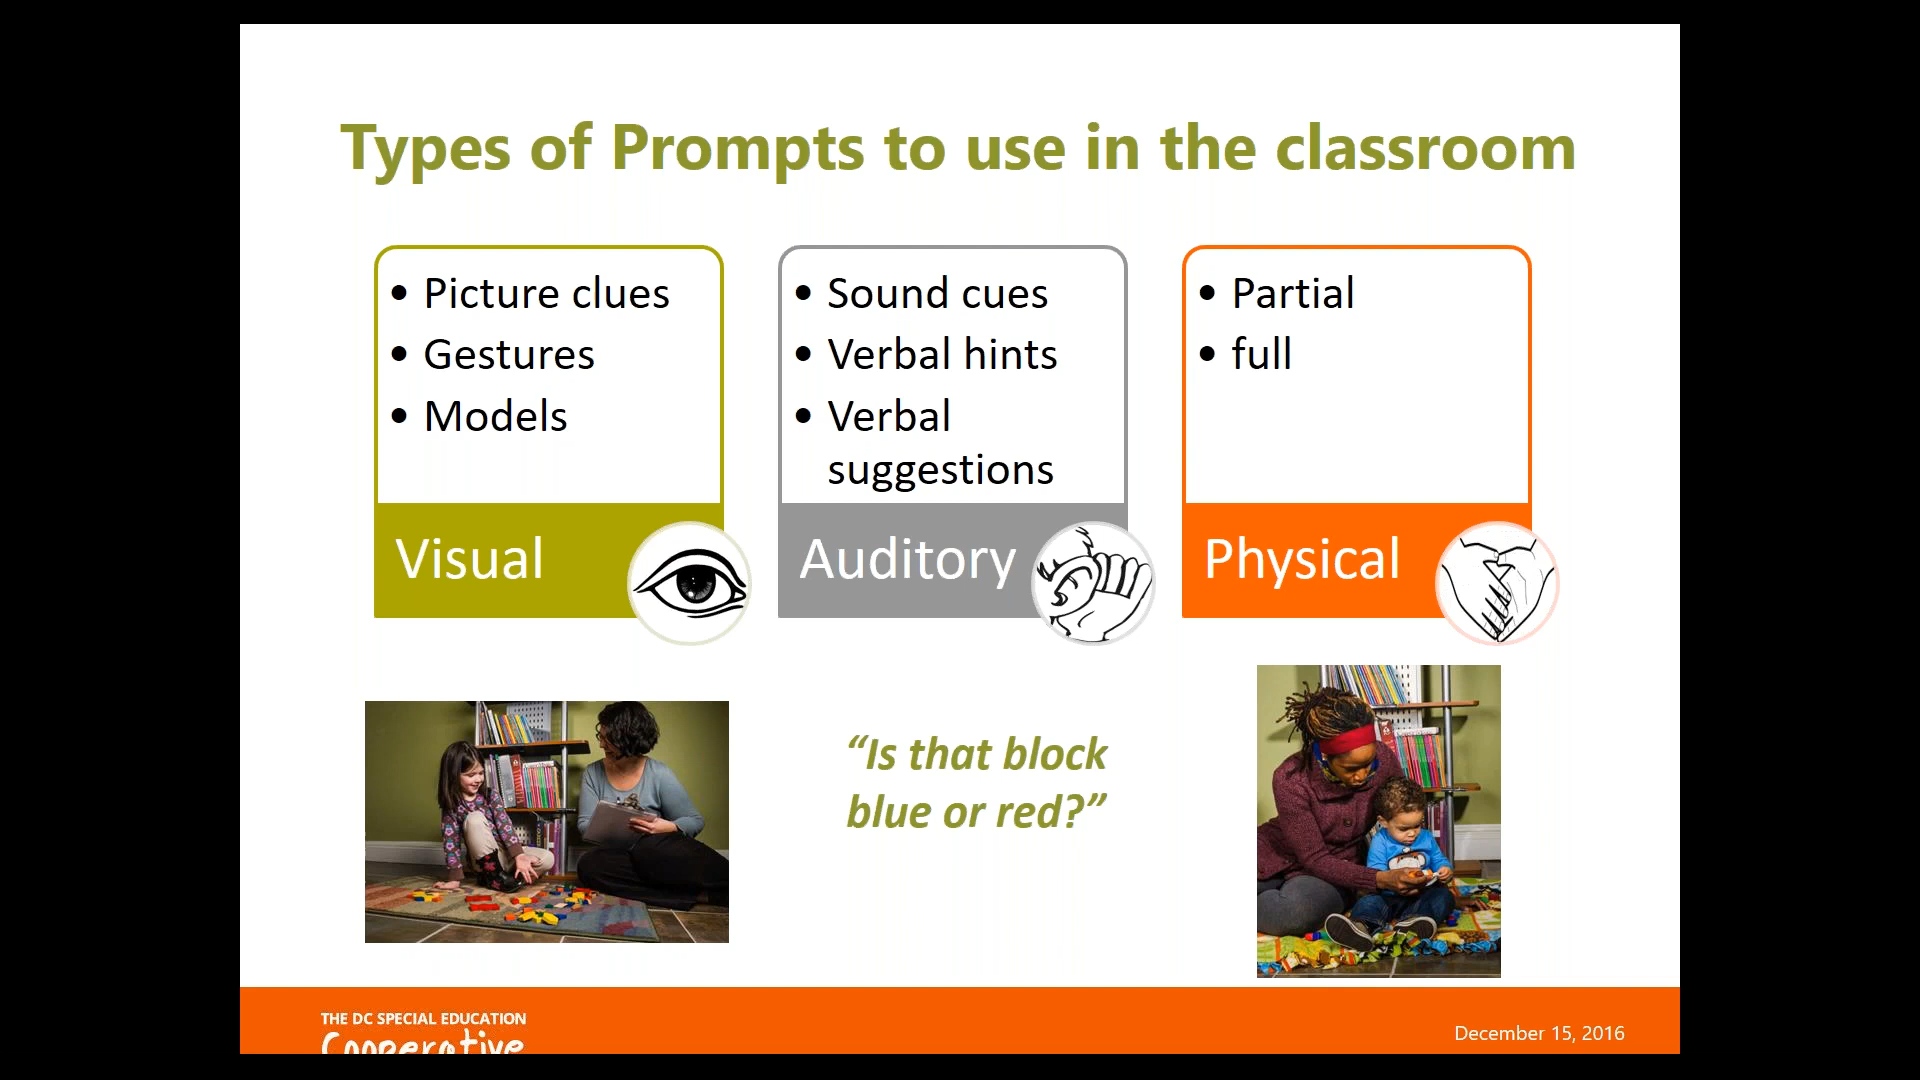 Types of Prompts to use in the classroom
• Picture clues
• Gestures
• Models
Visual
• Sound cues
• Verbal hints
• Verbal
suggestions
Auditory
• Partial
• full
Physical
“Is that block
blue or red?”
THE DC SPECIAL EDUCATION
Cooperative
December 15, 2016